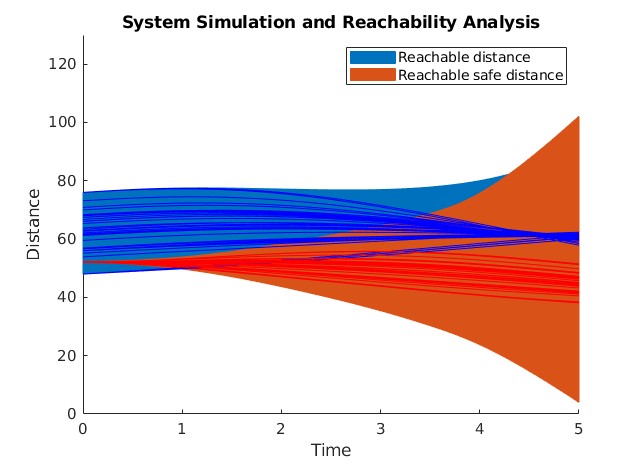 System Simulation and Reachability Analysis
Reachable distance
Reachable safe distance
120
100
80
60
40
20
0
Distance
0 1 2 3 4 5
Time